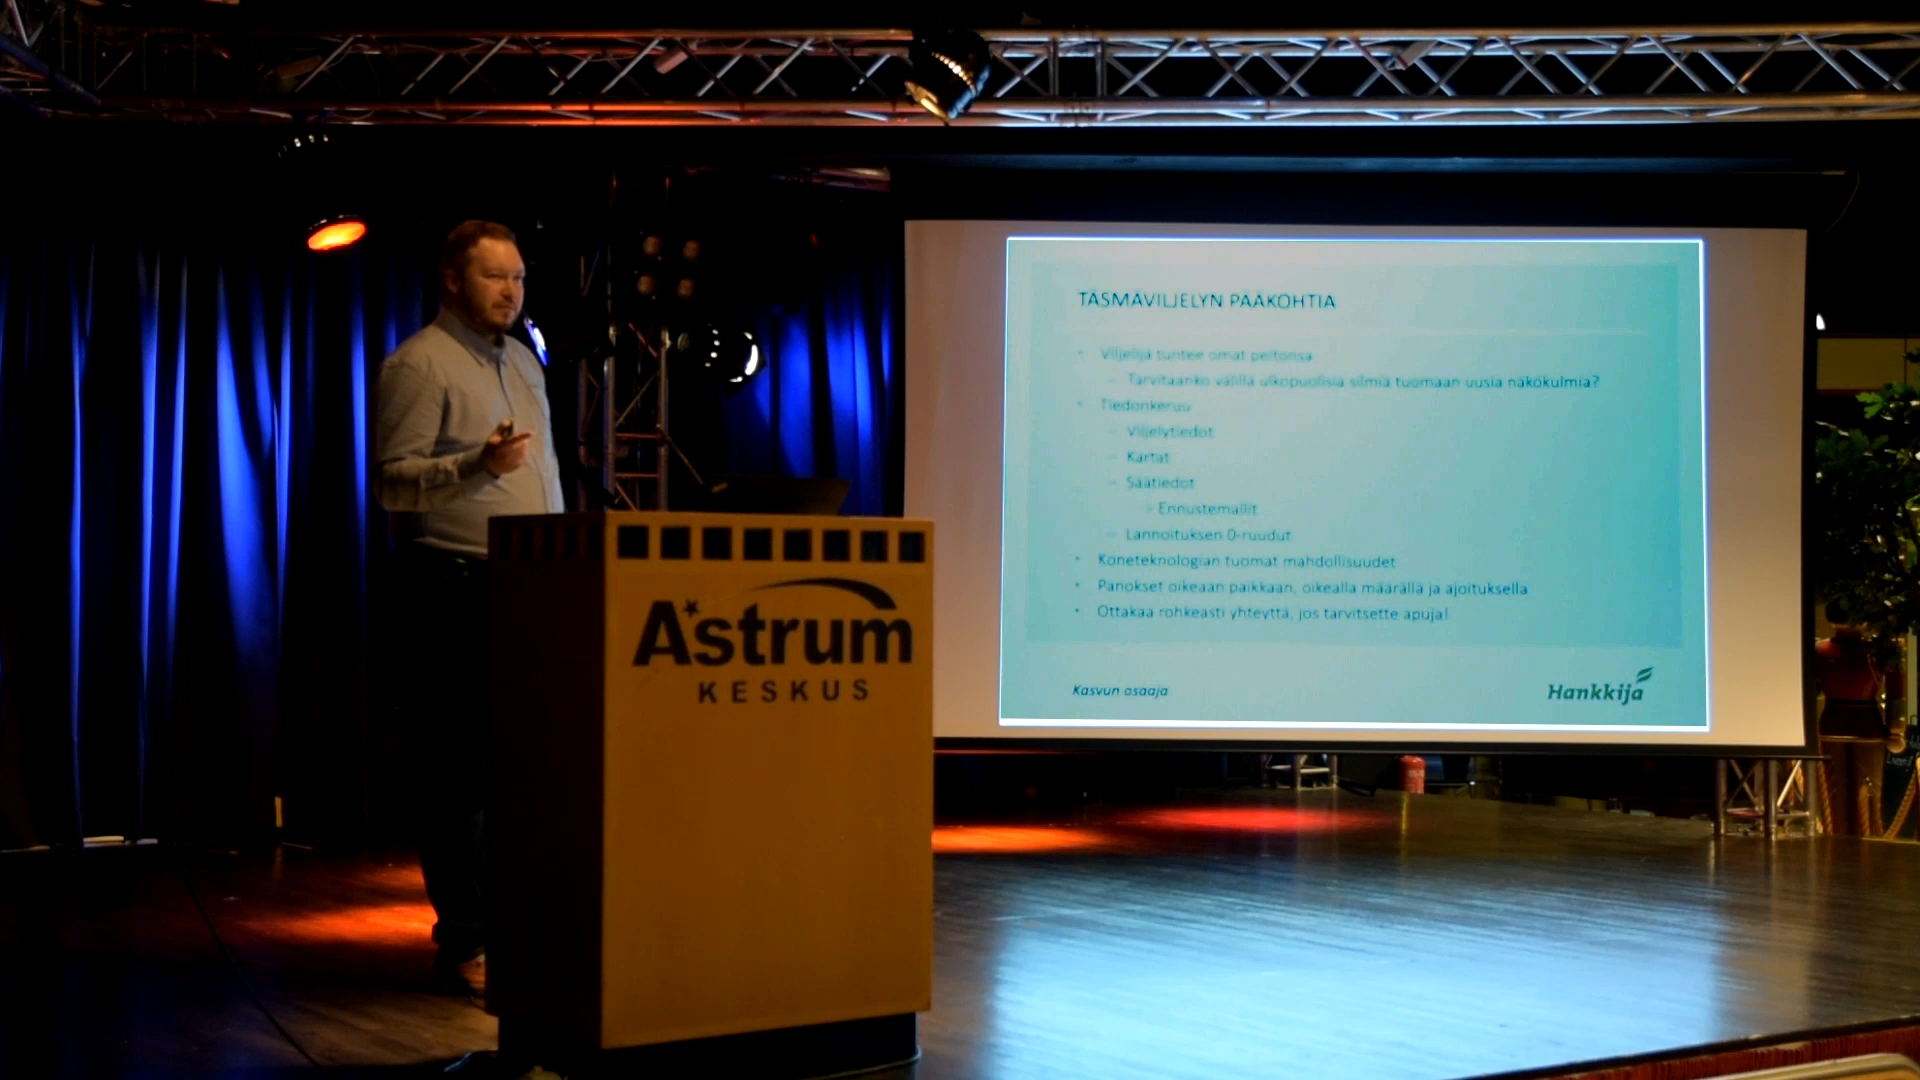 TÄSMÄVILJELYN PÄÄKOHTIA
Viljelijä tuntee omat peltonsa
Tarvitaanko välillä ulkopuolisia silmiä tuomaan uusia näkökulmia?
Tiedonkeruu
Viljelytiedot
Kartat
Säätiedot
Ennustemallit
Lannoituksen 0-ruudut
Koneteknologian tuomat mahdollisuudet
Panokset oikeaan paikkaan, oikealla määrällä ja ajoituksella
Ottakaa rohkeasti yhteyttä, jos tarvitsette apuja!
Kasvun osaaja
Hankkija
Astrum
KESKUS